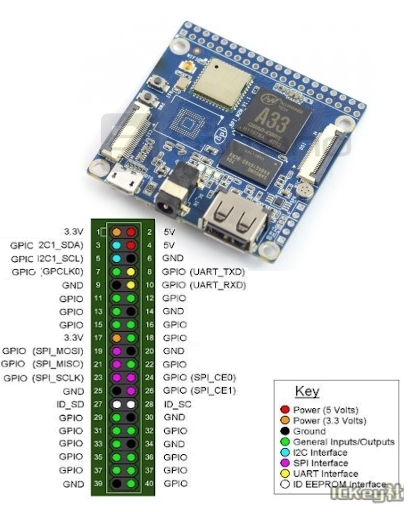 A33
3.3V 1 2 5V
GPIO I2C1_SDA) 3 4 5V
GPIO I2C1_SCL) 5 6 GND
GPIO (GPCLK0) 7 8 GPIO (UART_TXD)
GND 9 10 GPIO (UART_RXD)
GPIO 11 12 GPIO
GPIO 13 14 GND
GPIO 15 16 GPIO
3.3V 17 18 GPIO
GPIO (SPI_MOSI) 19 20 GND
GPIO (SPI_MISO) 21 22 GPIO
GPIO (SPI_SCLK) 23 24 GPIO (SPI_CE0)
GND 25 26 GPIO (SPI_CE1)
ID_SD 27 28 ID_SC
GPIO 29 30 GND
GPIO 31 32 GPIO
GPIO 33 34 GND
GPIO 35 36 GPIO
GPIO 37 GPIO
GND 39 40 GPIO
Key
Power (5 Volts)
Power (3.3 Volts)
Ground
General Inputs/Outputs
I2C Interface
SPI Interface
UART Interface
ID EEPROM Interface